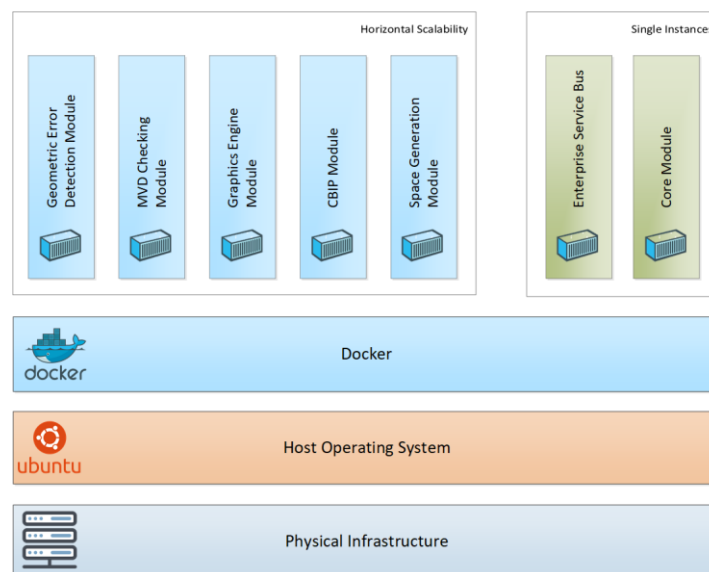 Horizontal Scalability
Geometric Error
Detection Module
MVD Checking
Module
Graphics Engine
Module
CBIP Module
Space Generation
Module
Single Instances
Enterprise Service Bus
Core Module
docker
Docker
ubuntu
Host Operating System
Physical Infrastructure